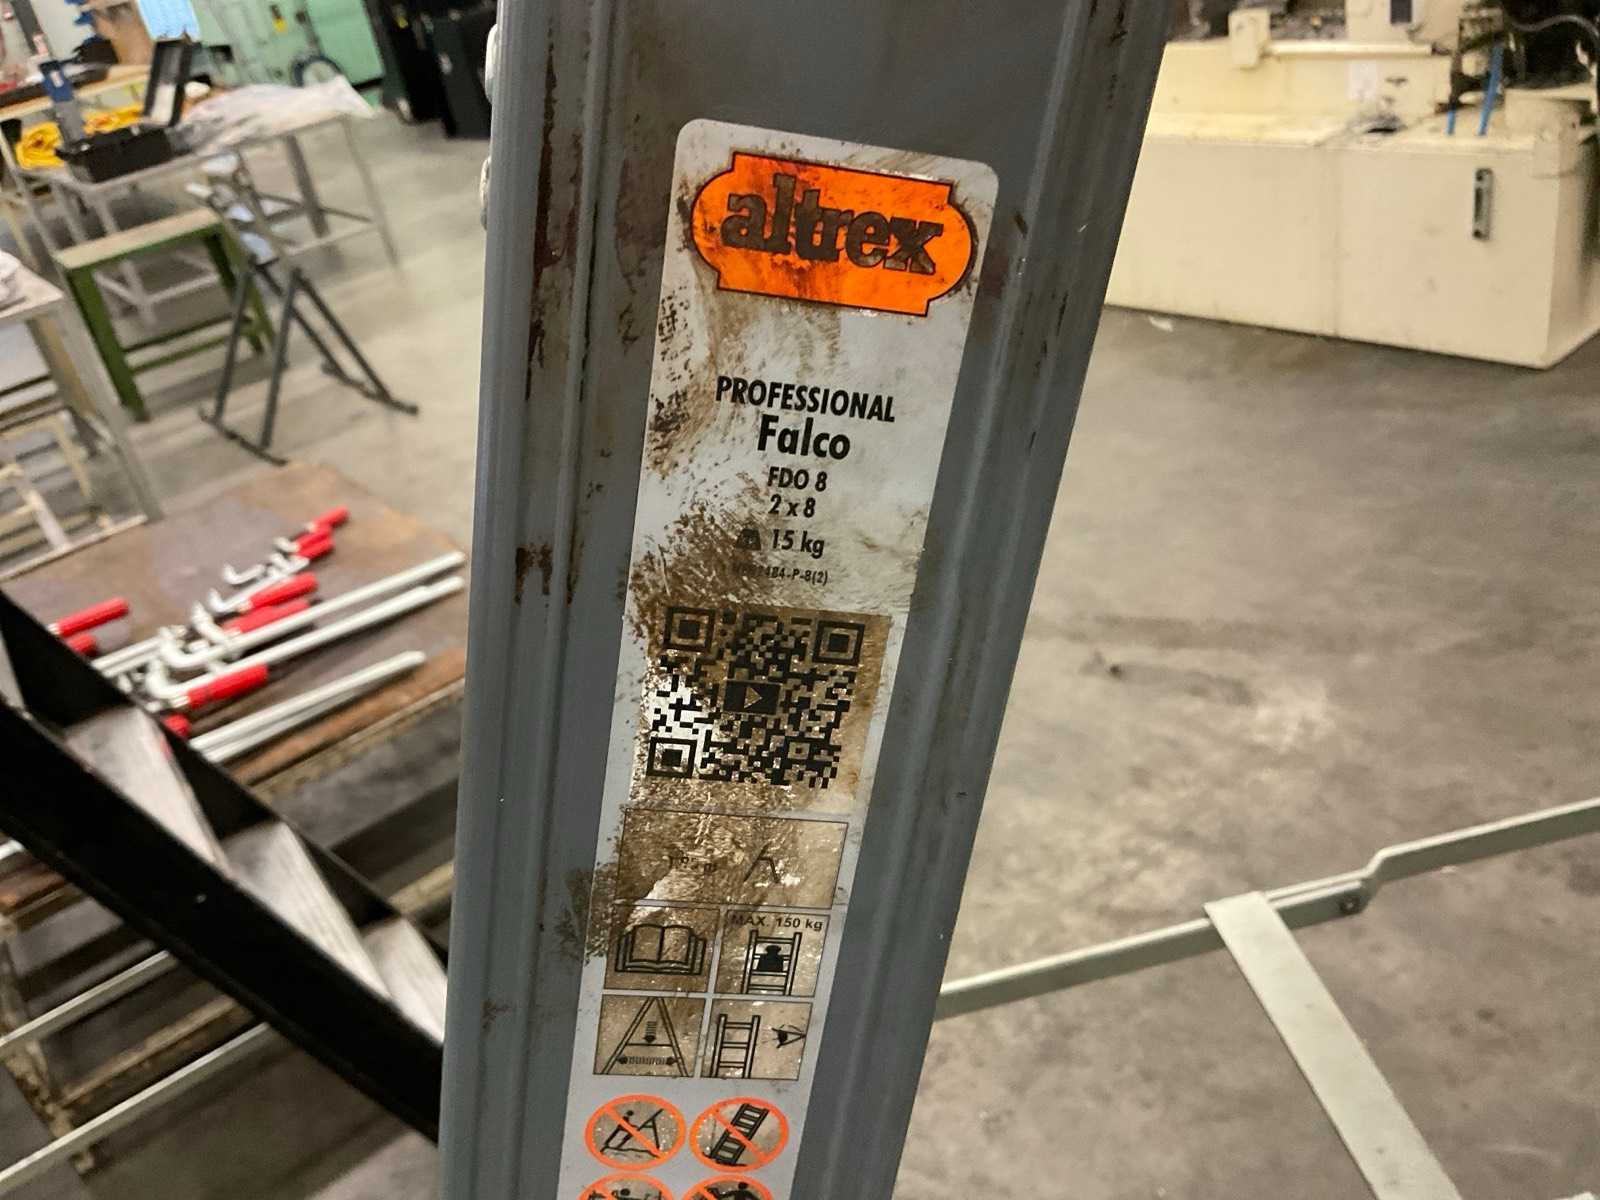 altrex
PROFESSIONAL
Falco
FDO 8
2 x 8
15 kg
MAX. 150 kg